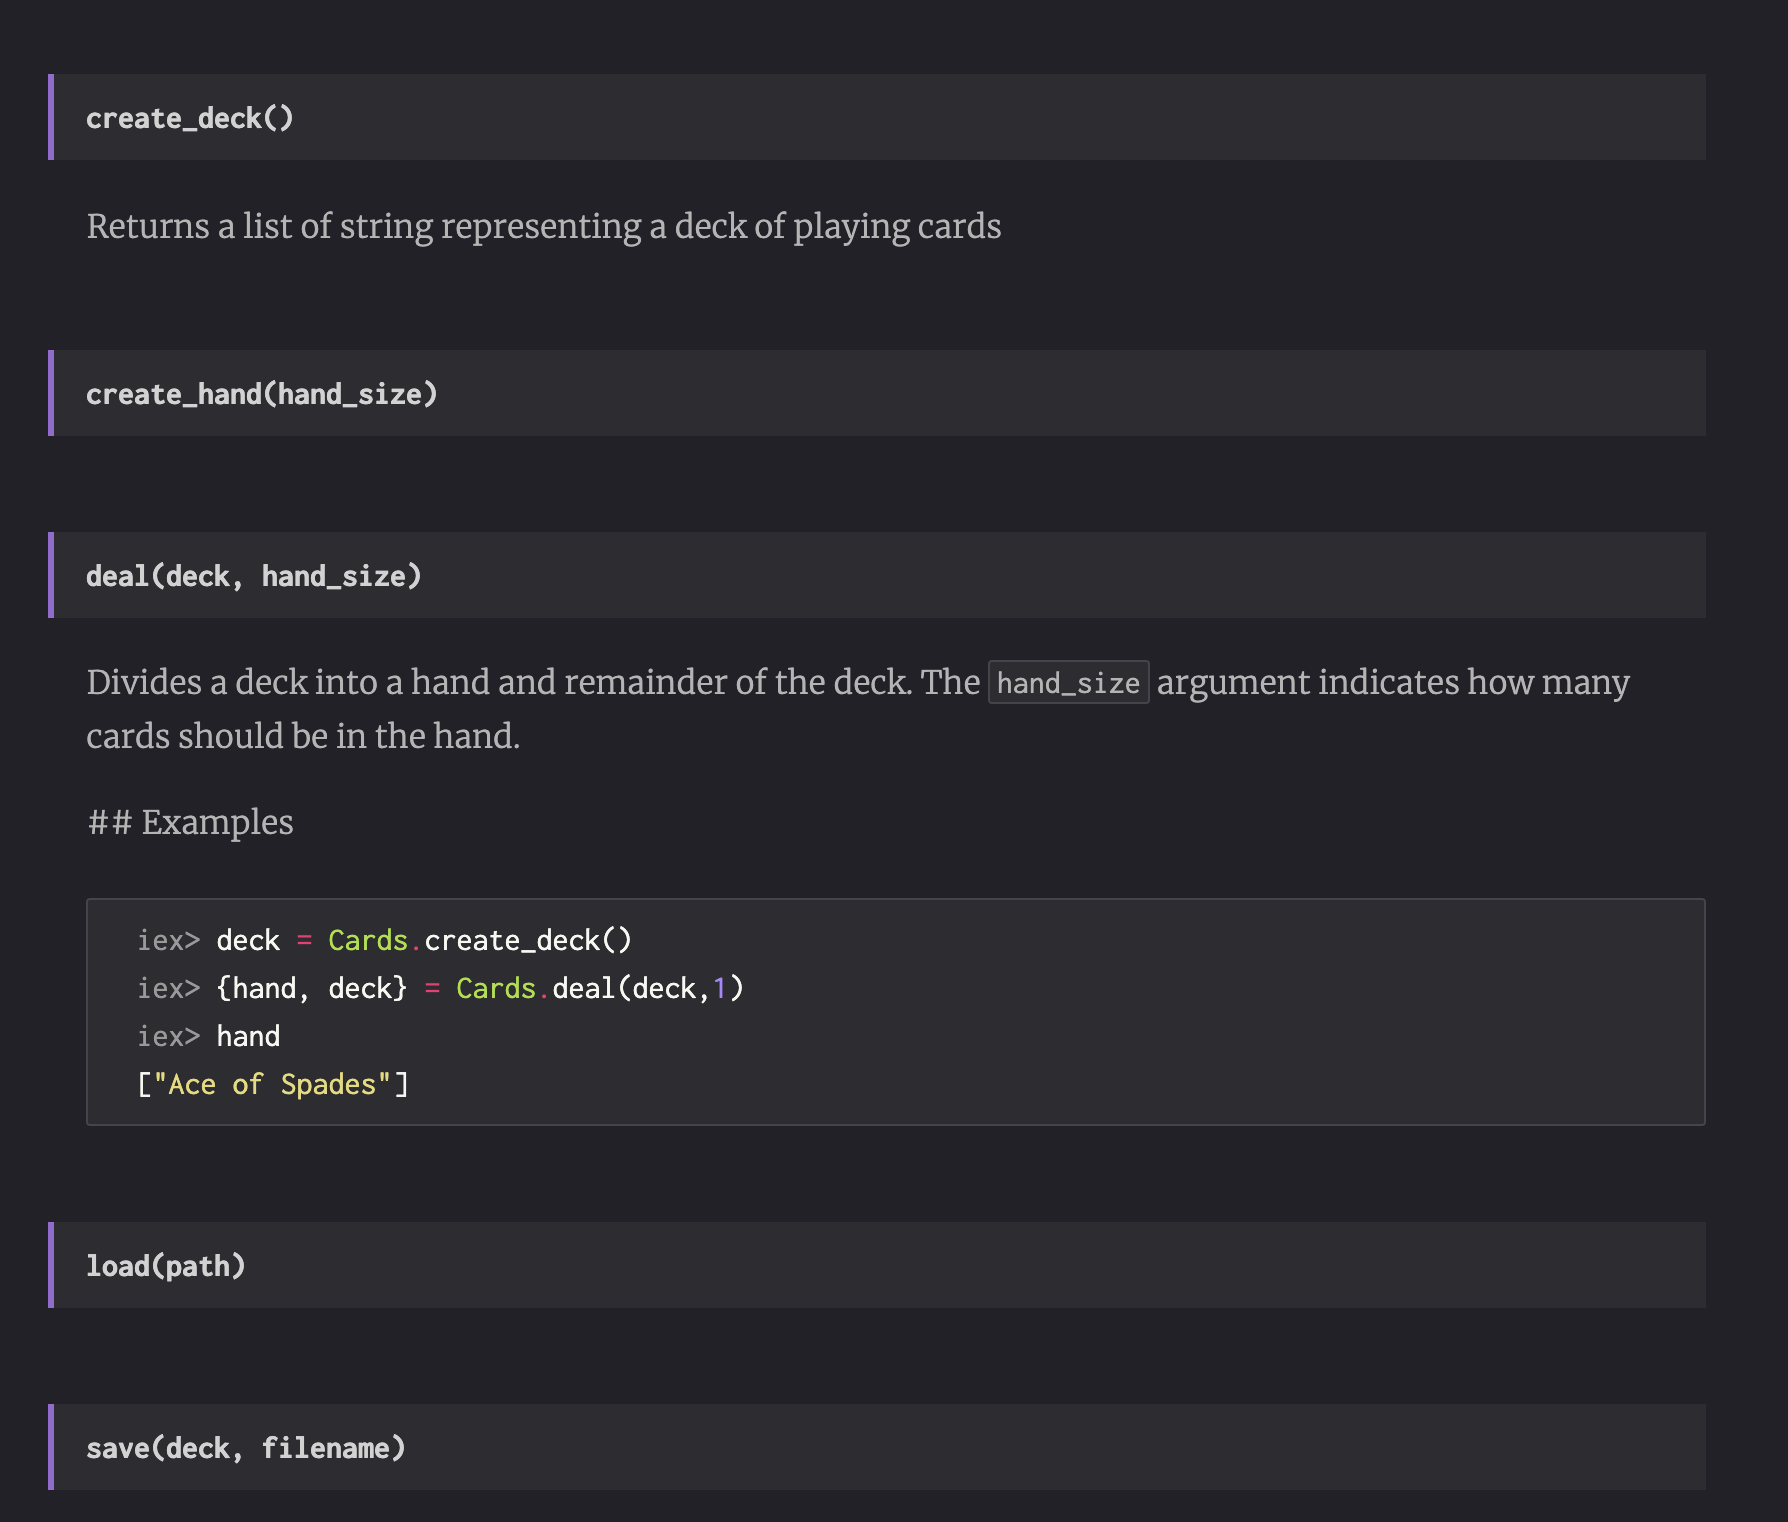 create_deck()
Returns a list of string representing a deck of playing cards
create_hand(hand_size)
deal(deck, hand_size)
Divides a deck into a hand and remainder of the deck. The hand_size argument indicates how many
cards should be in the hand.
## Examples
iex> deck = Cards.create_deck()
iex> {hand, deck} = Cards.deal(deck,1)
iex> hand
["Ace of Spades"]
load(path)
save(deck, filename)